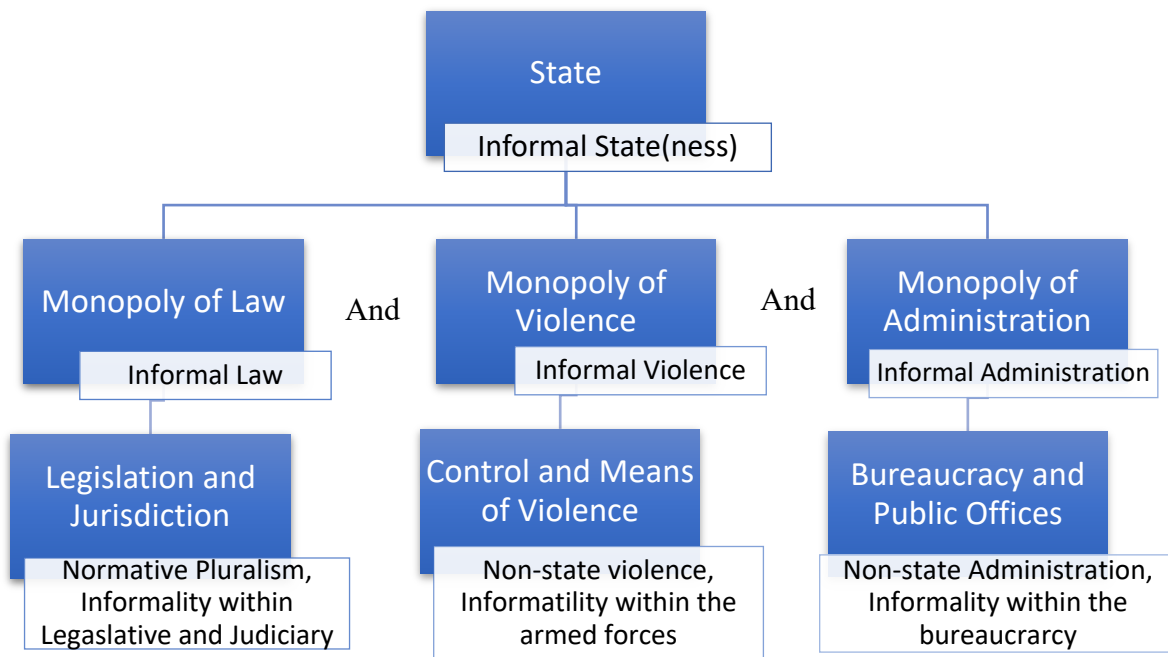 State
Informal State(ness)
Monopoly of Law
Informal Law
And
Monopoly of
Violence
Informal Violence
And
Monopoly of
Administration
Informal Administration
Legislation and
Jurisdiction
Normative Pluralism,
Informality within
Legaslative and Judiciary
Control and Means
of Violence
Non-state violence,
Informatility within the
armed forces
Bureaucracy and
Public Offices
Non-state Administration,
Informality within the
bureaucrarcy